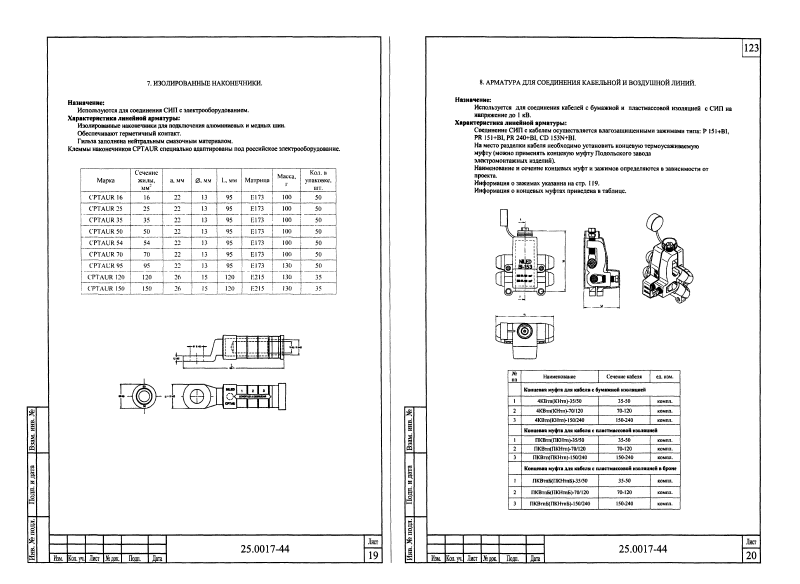 7. ИЗОЛИРОВАННЫЕ НАКОНЕЧНИКИ.
Назначение:
Используются для соединения СИП с электрооборудованием.
Характеристика линейной арматуры:
Изолированные наконечники для подключения алюминиевых и медных шин.
Обеспечивают герметичный контакт.
Гильза заполнена нейтральным смазочным материалом.
Клеммы наконечников CPTAUR специально адаптированы под российское электрооборудование.
Марка Сечение жилы, мм² a, мм Ø, мм L, мм Матрица Масса, г Кол. в упаковке, шт.
CPTAUR 16 16 22 13 95 E173 100 50
CPTAUR 25 25 22 13 95 E173 100 50
CPTAUR 35 35 22 13 95 E173 100 50
CPTAUR 50 50 22 13 95 E173 100 50
CPTAUR 54 54 22 13 95 E173 100 50
CPTAUR 70 70 22 13 95 E173 100 50
CPTAUR 95 95 22 13 95 E173 130 50
CPTAUR 120 120 26 15 120 E215 130 35
CPTAUR 150 150 26 15 120 E215 130 35
NILED 1 2 3
CPTAU
Взам. инв. №
Подп. и дата
Инв. № подл.
Изм. Кол. уч. Лист № док. Подп. Дата
25.0017-44
Лист
19
123
8. АРМАТУРА ДЛЯ СОЕДИНЕНИЯ КАБЕЛЬНОЙ И ВОЗДУШНОЙ ЛИНИЙ.
Назначение:
Используется для соединения кабелей с бумажной и пластмассовой изоляцией с СИП на
напряжение до 1 кВ.
Характеристика линейной арматуры:
Соединения СИП с кабелем осуществляется влагозащищенными зажимами типа: P 151+BI,
PR 151+BI, PR 240+BI, CD 153N+BI.
На место разделки кабеля необходимо установить концевую термоусаживаемую
муфту (можно применять концевую муфту Подольского завода
электромонтажных изделий).
Наименование и сечение концевых муфт и зажимов определяются в зависимости от
проекта.
Информация о зажимах указанна на стр. 119.
Информация о концевых муфтах приведена в таблице.
NILED
BI-153
№ пп Наименование Сечение кабеля ед. изм.
Концевая муфта для кабеля с бумажной изоляцией
1 4КВтп(КНтп)-35/50 35-50 компл.
2 4КВтп(КНтп)-70/120 70-120 компл.
3 4КВтп(КНтп)-150/240 150-240 компл.
Концевая муфта для кабеля с пластмассовой изоляцией
1 ПКВтп(ПКНтп)-35/50 35-50 компл.
2 ПКВтп(ПКНтп)-70/120 70-120 компл.
3 ПКВтп(ПКНтп)-150/240 150-240 компл.
Концевая муфта для кабеля с пластмассовой изоляцией в броне
1 ПКВтпБ(ПКНтпБ)-35/50 35-50 компл.
2 ПКВтпБ(ПКНтпБ)-70/120 70-120 компл.
3 ПКВтпБ(ПКНтпБ)-150/240 150-240 компл.
Взам. инв. №
Подп. и дата
Инв. № подл.
Изм. Кол. уч. Лист № док. Подп. Дата
25.0017-44
Лист
20